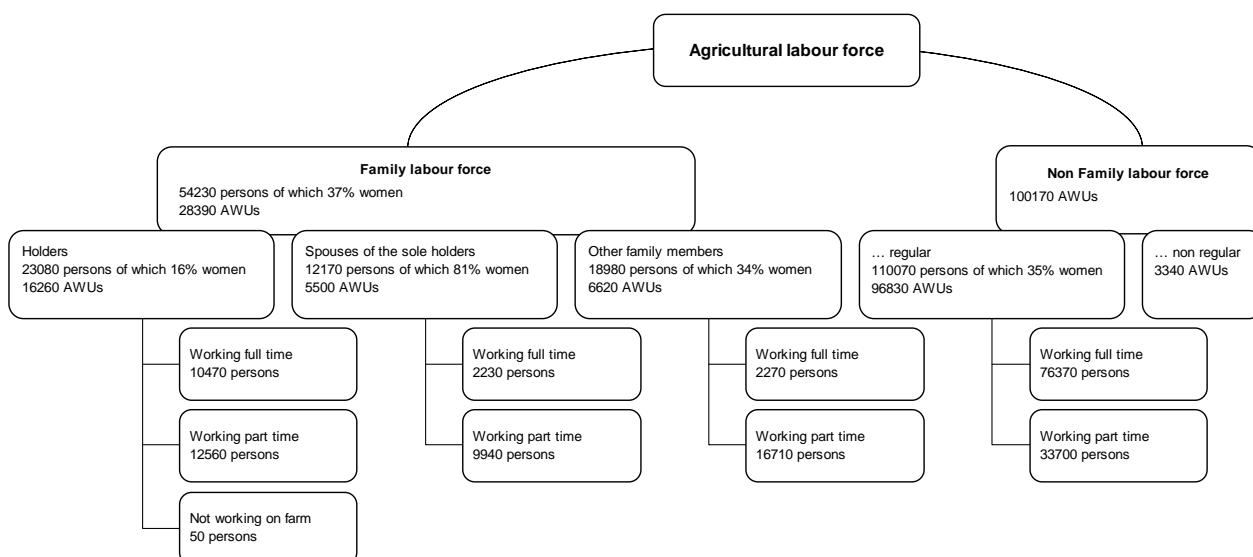 Agricultural labour force
Family labour force
54230 persons of which 37% women
28390 AWUs
Non Family labour force
100170 AWUs
Holders
23080 persons of which 16% women
16260 AWUs
Spouses of the sole holders
12170 persons of which 81% women
5500 AWUs
Other family members
18980 persons of which 34% women
6620 AWUs
... regular
110070 persons of which 35% women
96830 AWUs
... non regular
3340 AWUs
Working full time
10470 persons
Working full time
2230 persons
Working full time
2270 persons
Working full time
76370 persons
Working part time
12560 persons
Working part time
9940 persons
Working part time
16710 persons
Working part time
33700 persons
Not working on farm
50 persons